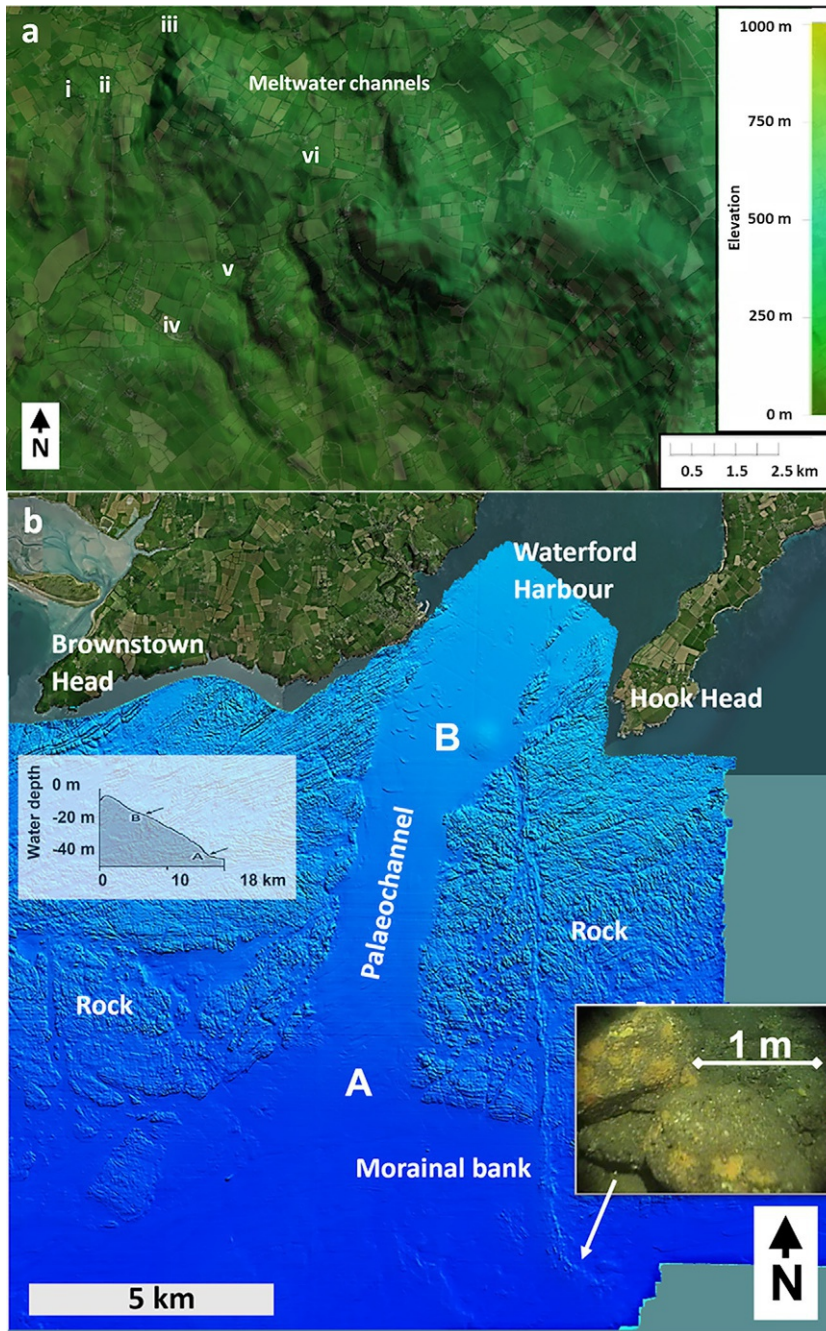 a
i
ii
iii
Meltwater channels
vi
v
iv
N
1000 m
750 m
500 m
250 m
0 m
Elevation
0.5 1.5 2.5 km
b
Waterford
Harbour
Brownstown
Head
Hook Head
B
0 m
-20 m
-40 m
Water depth
B
A
0 10 18 km
Palaeochannel
Rock
Rock
A
1 m
Morainal bank
5 km
N